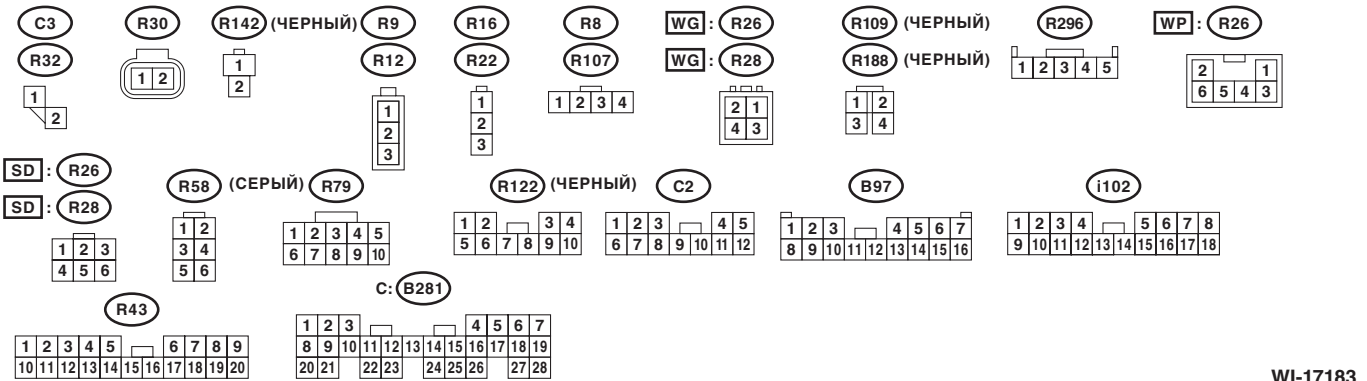 C3 R30 R142 (ЧЕРНЫЙ) R9 R16 R8 WG : R26 R109 (ЧЕРНЫЙ) R296 WP : R26
R32 R12 R22 R107 WG : R28 R188 (ЧЕРНЫЙ)
1
2
1 2
1
2
1
2
3
1
2
3
1 2 3 4
2 1
4 3
1 2
3 4
1 2 3 4 5
2 1
6 5 4 3
SD : R26
SD : R28
1 2 3
4 5 6
R58 (СЕРЫЙ)
1 2
3 4
5 6
R79
1 2 3 4 5
6 7 8 9 10
R122 (ЧЕРНЫЙ)
1 2 3 4
5 6 7 8 9 10
C2
1 2 3 4 5
6 7 8 9 10 11 12
B97
1 2 3 4 5 6 7
8 9 10 11 12 13 14 15 16
i102
1 2 3 4 5 6 7 8
9 10 11 12 13 14 15 16 17 18
R43
1 2 3 4 5 6 7 8 9
10 11 12 13 14 15 16 17 18 19 20
C: B281
1 2 3 4 5 6 7
8 9 10 11 12 13 14 15 16 17 18 19
20 21 22 23 24 25 26 27 28
WI-17183